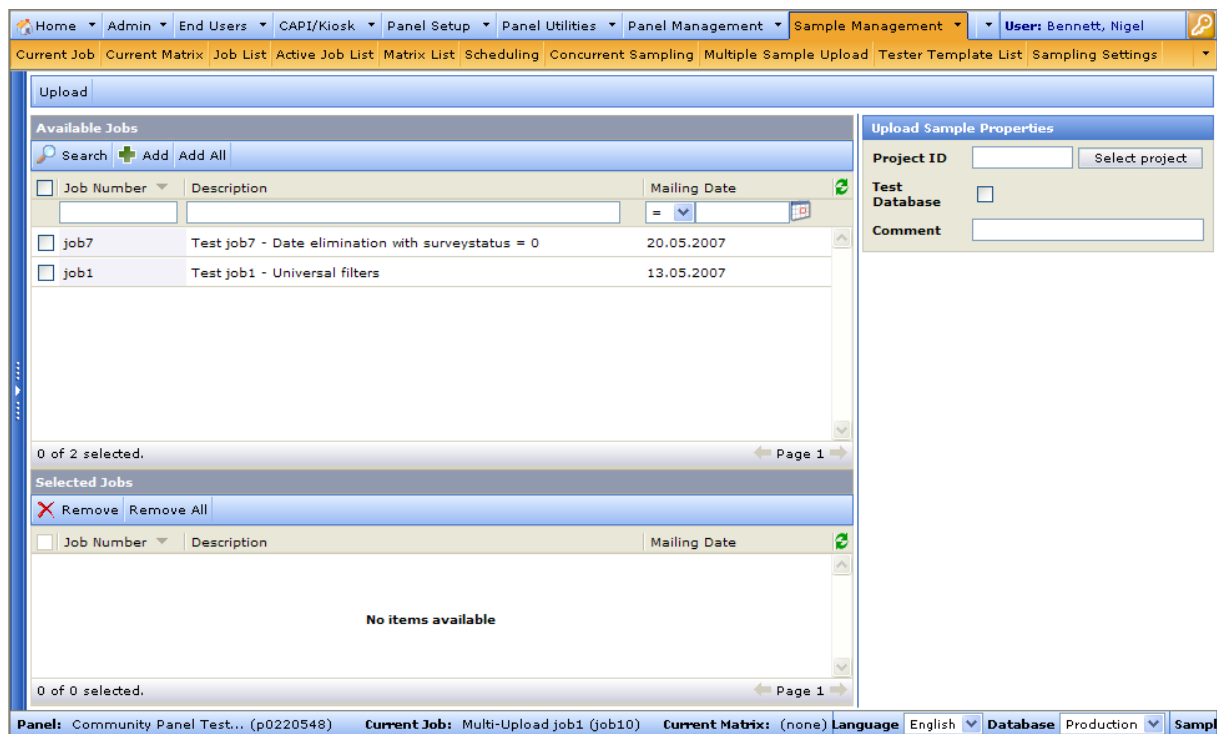 Home Admin End Users CAPI/Kiosk Panel Setup Panel Utilities Panel Management Sample Management User: Bennett, Nigel
Current Job Current Matrix Job List Active Job List Matrix List Scheduling Concurrent Sampling Multiple Sample Upload Tester Template List Sampling Settings
Upload
Available Jobs
Search Add Add All
Job Number Description Mailing Date
=
job7 Test job7 - Date elimination with surveystatus = 0 20.05.2007
job1 Test job1 - Universal filters 13.05.2007
0 of 2 selected. Page 1
Selected Jobs
Remove Remove All
Job Number Description Mailing Date
No items available
0 of 0 selected. Page 1
Upload Sample Properties
Project ID Select project
Test
Database
Comment
Panel: Community Panel Test... (p0220548) Current Job: Multi-Upload job1 (job10) Current Matrix: (none) Language English Database Production Sampl